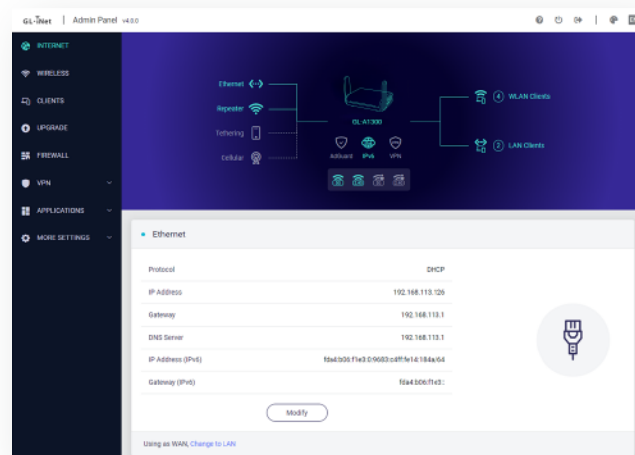 GL·iNet | Admin Panel v4.0.0
INTERNET
WIRELESS
CLIENTS
UPGRADE
FIREWALL
VPN
APPLICATIONS
MORE SETTINGS
Ethernet
Repeater
Tethering
Cellular
GL-A1300
AdGuard IPv6 VPN
4 WLAN Clients
2 LAN Clients
Ethernet
Protocol DHCP
IP Address 192.168.113.126
Gateway 192.168.113.1
DNS Server 192.168.113.1
IP Address (IPv6)
Gateway (IPv6)
Modify
Using as WAN, Change to LAN